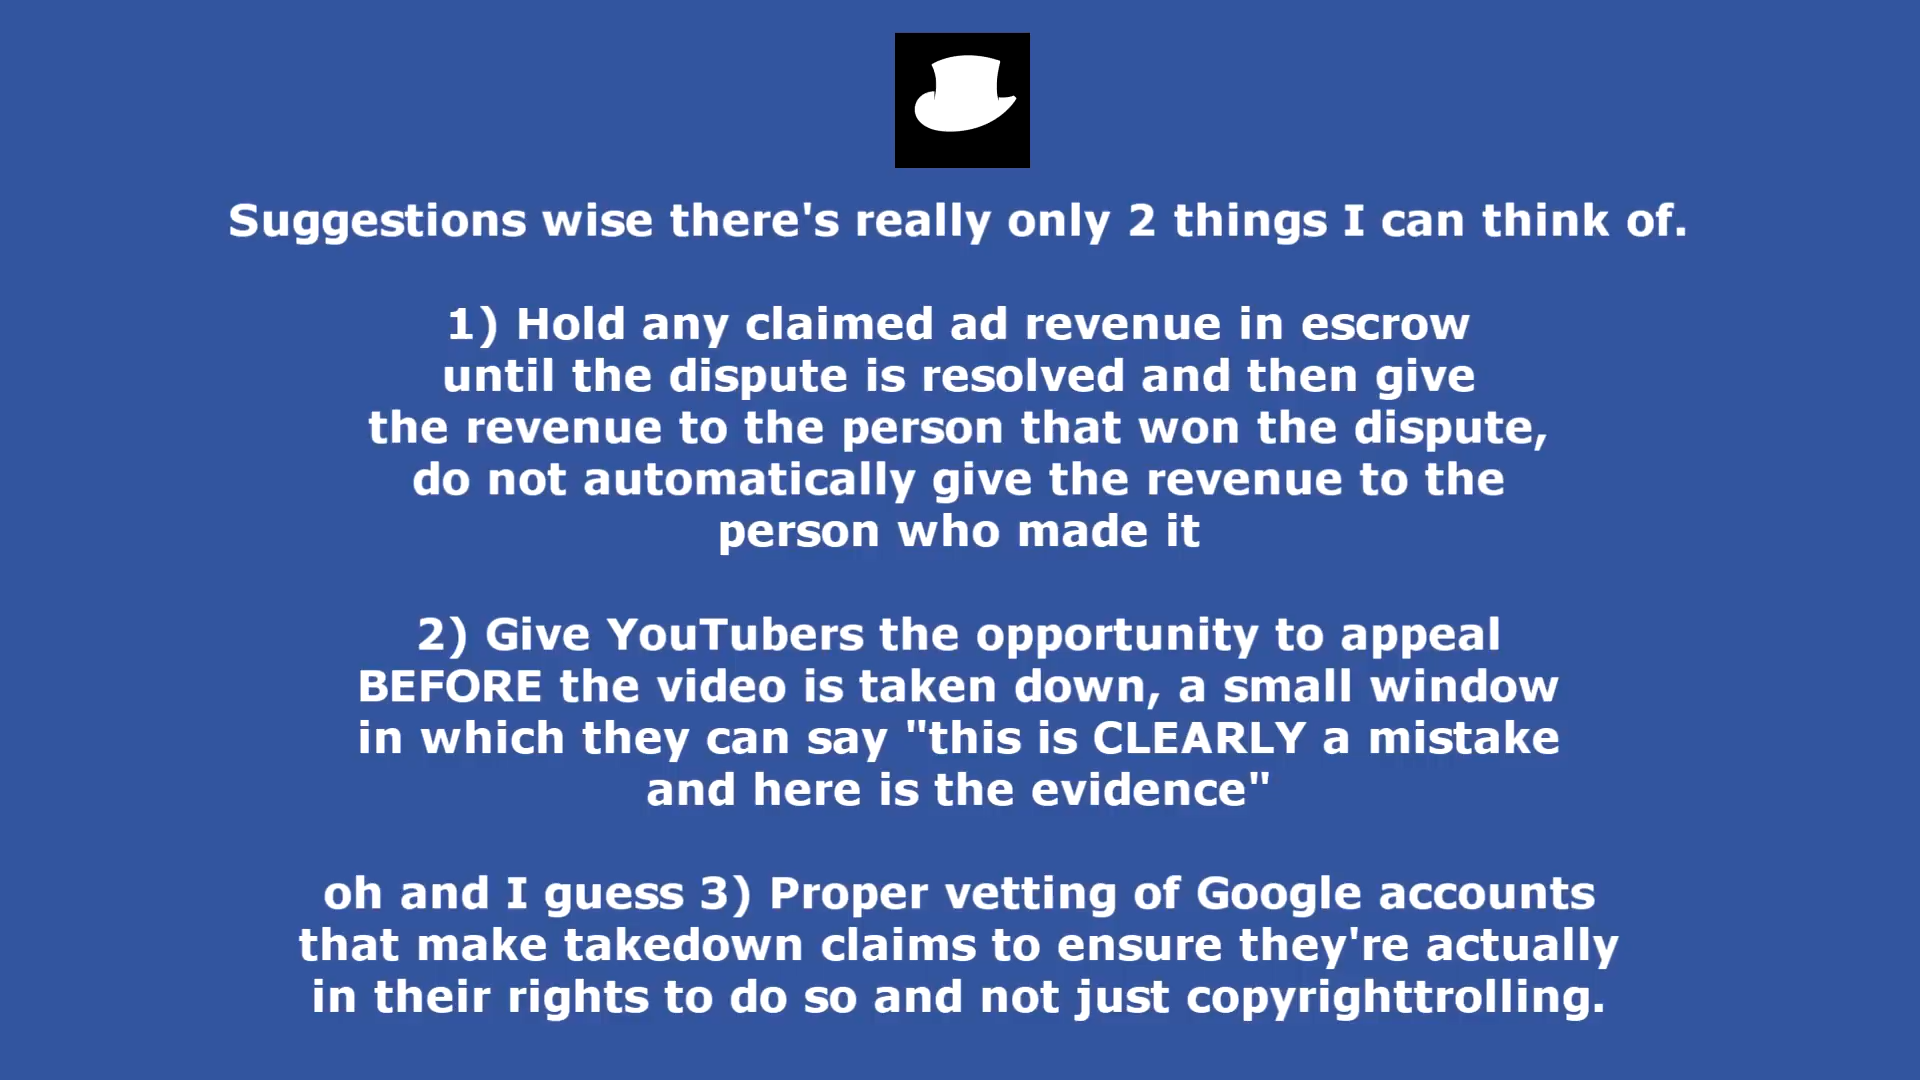 Suggestions wise there's really only 2 things I can think of.
1) Hold any claimed ad revenue in escrow
until the dispute is resolved and then give
the revenue to the person that won the dispute,
do not automatically give the revenue to the
person who made it
2) Give YouTubers the opportunity to appeal
BEFORE the video is taken down, a small window
in which they can say "this is CLEARLY a mistake
and here is the evidence"
oh and I guess 3) Proper vetting of Google accounts
that make takedown claims to ensure they're actually
in their rights to do so and not just copyrighttrolling.